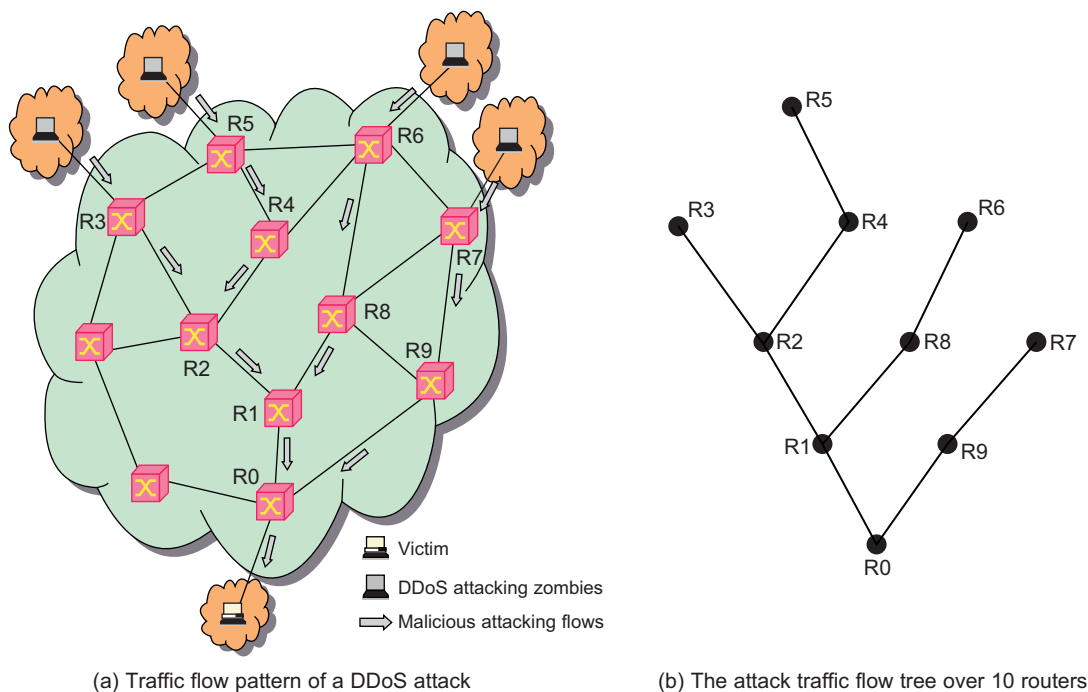 R5
R6
R4
R3
R7
R8
R2
R9
R1
R0
Victim
DDoS attacking zombies
Malicious attacking flows
(a) Traffic flow pattern of a DDoS attack
R5
R3
R4
R6
R2
R8
R7
R1
R9
R0
(b) The attack traffic flow tree over 10 routers